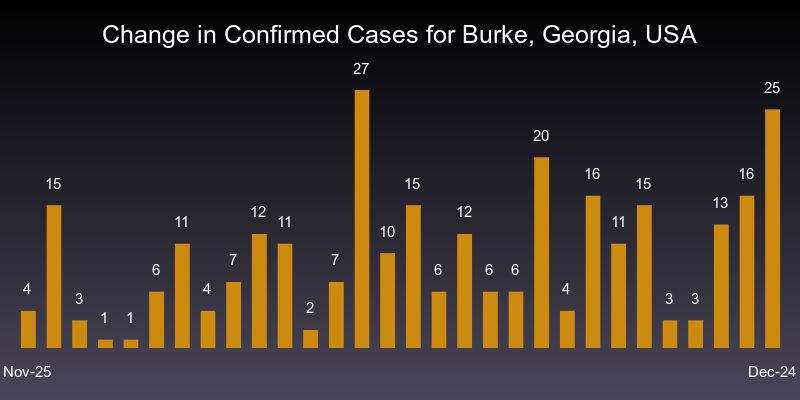 Change in Confirmed Cases for Burke, Georgia, USA
4 15 3 1 1 6 11 4 7 12 11 2 7 27 10 15 6 12 6 6 20 4 16 11 15 3 3 13 16 25
Nov-25 Dec-24